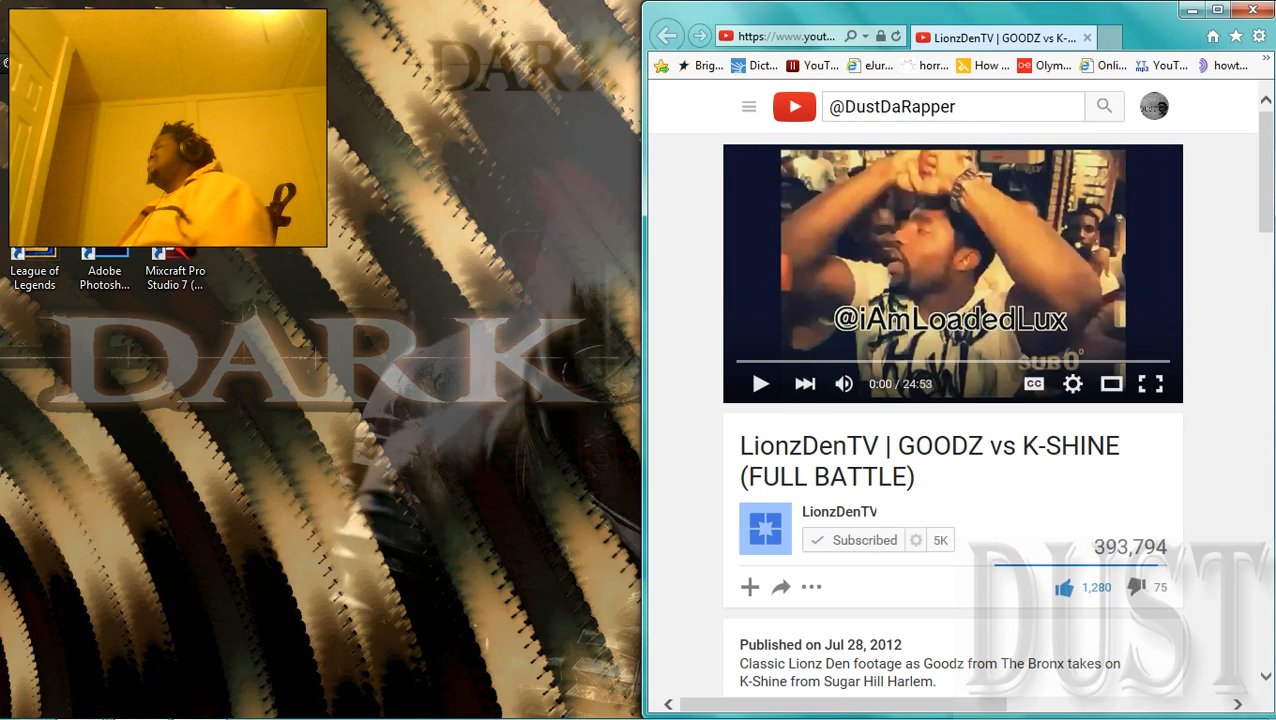 DARK
League of
Legends
Adobe
Photosh...
Mixcraft Pro
Studio 7 (...
DARK
https://www.yout...
LionzDenTV | GOODZ vs K-...
Brig...
Dict...
YouT...
eJur...
horr...
How ...
Olym...
Onli...
YouT...
howt...
@DustDaRapper
@iAmLoadedLux
SUB 0°
0:00 / 24:53
CC
LionzDenTV | GOODZ vs K-SHINE
(FULL BATTLE)
LionzDenTV
Subscribed
5K
393,794
1,280
75
Published on Jul 28, 2012
Classic Lionz Den footage as Goodz from The Bronx takes on
K-Shine from Sugar Hill Harlem.
DUST